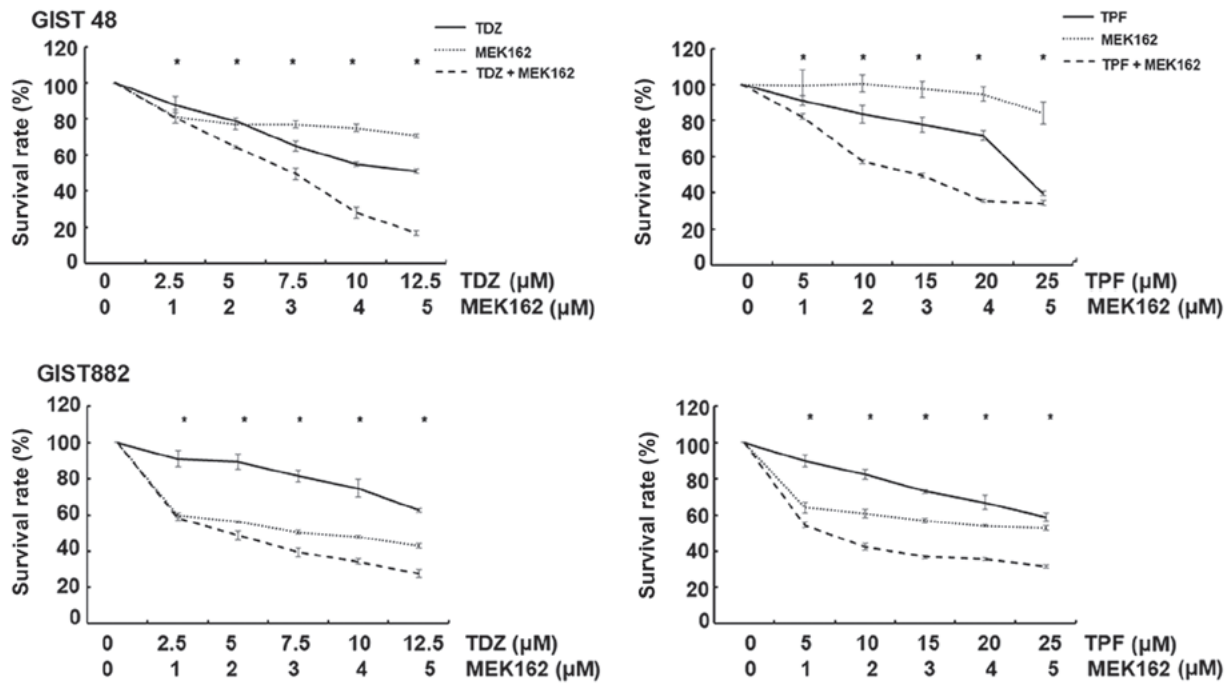 GIST 48
TDZ
MEK162
TDZ + MEK162
120
100
80
60
40
20
0
Survival rate (%)
* * * * *
0 2.5 5 7.5 10 12.5 TDZ (µM)
0 1 2 3 4 5 MEK162 (µM)
TPF
MEK162
TPF + MEK162
120
100
80
60
40
20
0
Survival rate (%)
* * * * *
0 5 10 15 20 25 TPF (µM)
0 1 2 3 4 5 MEK162 (µM)
GIST882
120
100
80
60
40
20
0
Survival rate (%)
* * * * *
0 2.5 5 7.5 10 12.5 TDZ (µM)
0 1 2 3 4 5 MEK162 (µM)
120
100
80
60
40
20
0
Survival rate (%)
* * * * *
0 5 10 15 20 25 TPF (µM)
0 1 2 3 4 5 MEK162 (µM)